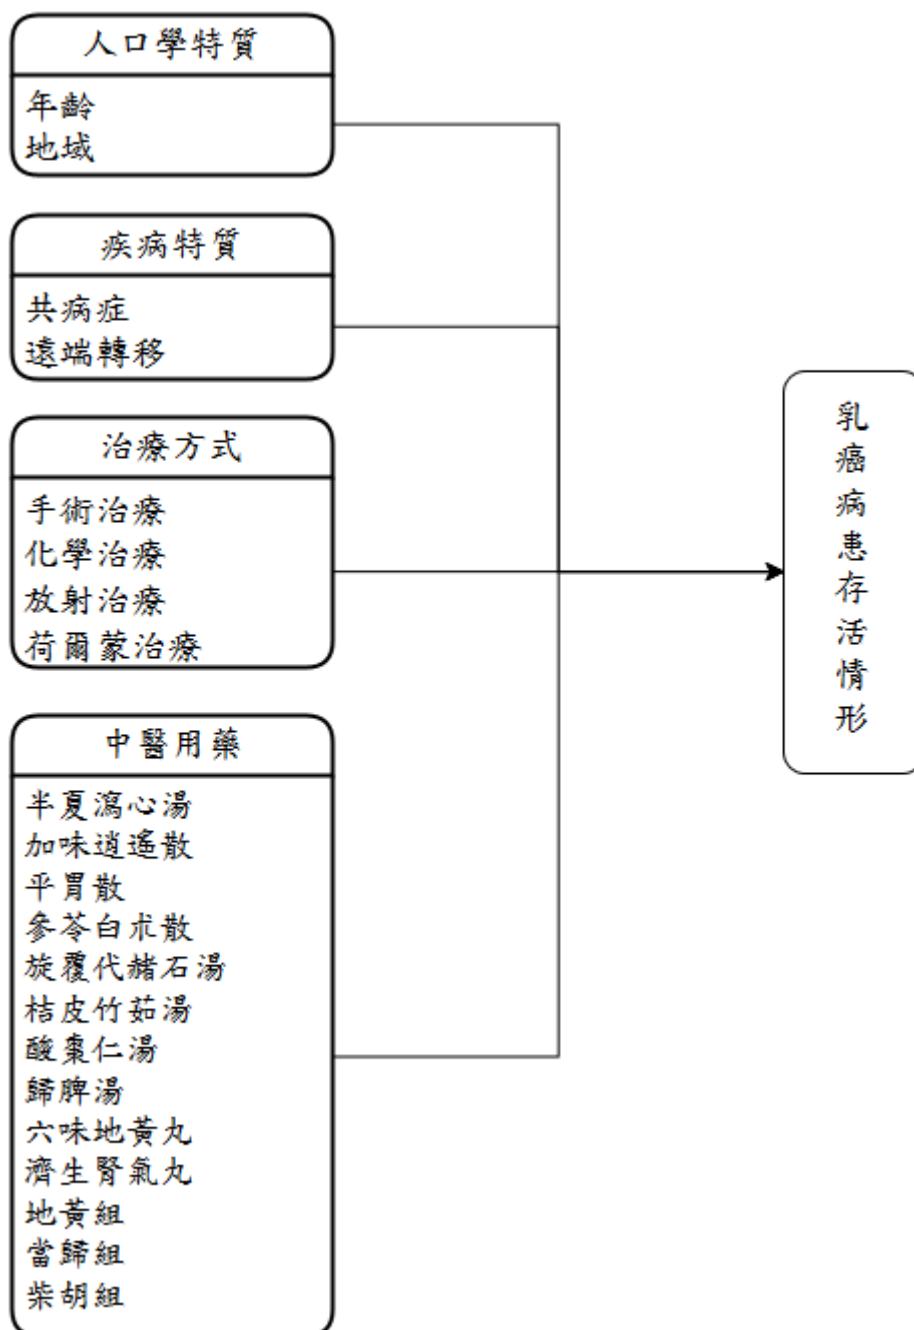 人口學特質
年齡
地域
疾病特質
共病症
遠端轉移
治療方式
手術治療
化學治療
放射治療
荷爾蒙治療
中醫用藥
半夏瀉心湯
加味逍遙散
平胃散
參苓白朮散
旋覆代赭石湯
桔皮竹茹湯
酸棗仁湯
歸脾湯
六味地黃丸
濟生腎氣丸
地黃組
當歸組
柴胡組
乳癌病患存活情形